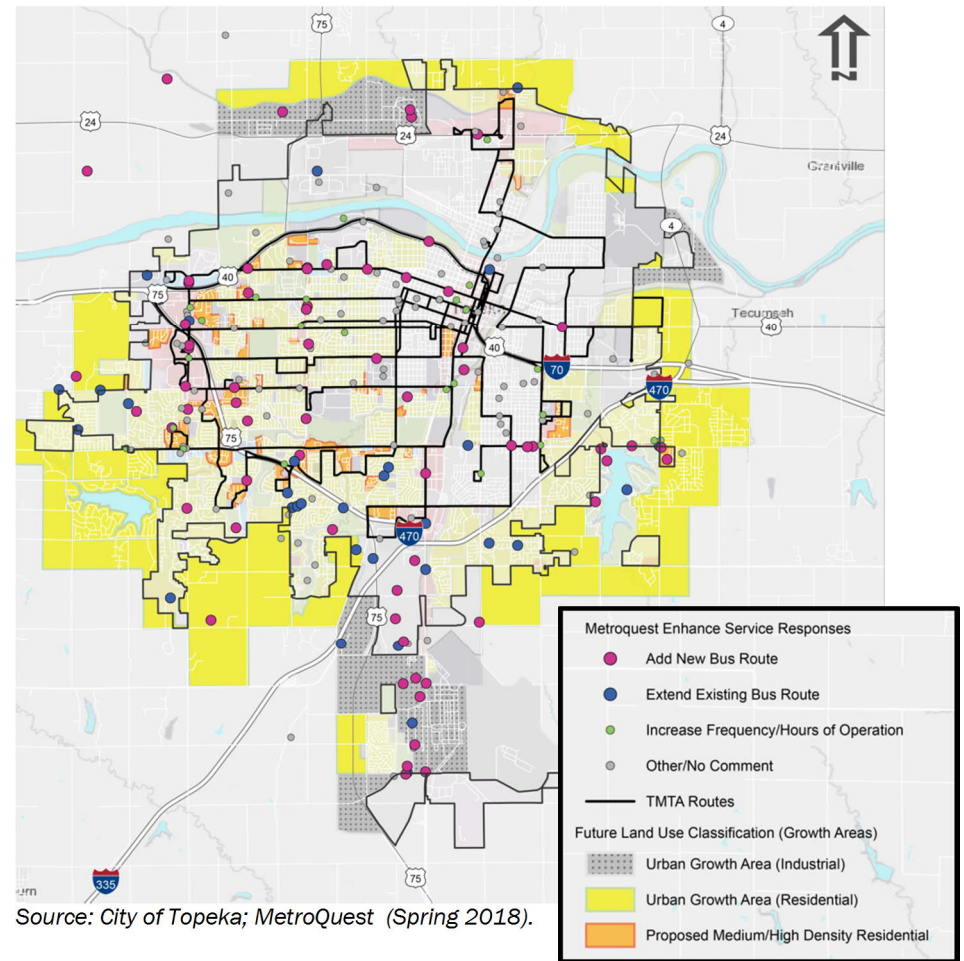 75
4
24
24
24
Grantville
4
40
75
Tecumseh
40
40
70
470
75
470
75
335
75
Metroquest Enhance Service Responses
Add New Bus Route
Extend Existing Bus Route
Increase Frequency/Hours of Operation
Other/No Comment
TMTA Routes
Future Land Use Classification (Growth Areas)
Urban Growth Area (Industrial)
Urban Growth Area (Residential)
Proposed Medium/High Density Residential
N
Source: City of Topeka; MetroQuest (Spring 2018).